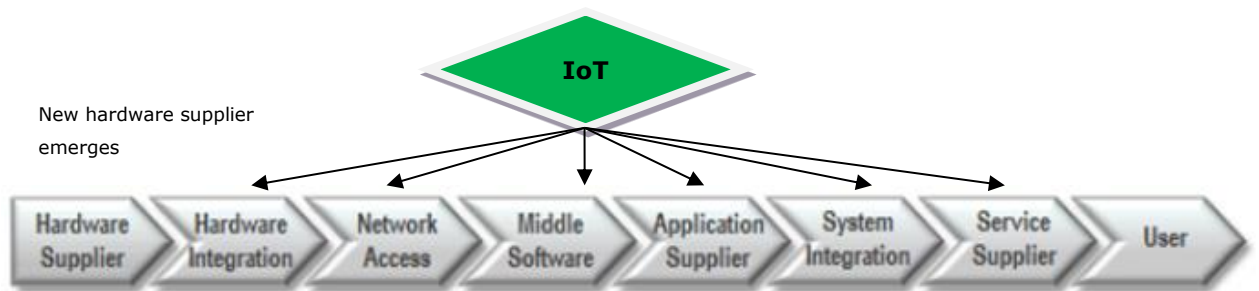 IoT
New hardware supplier
emerges
Hardware
Supplier
Hardware
Integration
Network
Access
Middle
Software
Application
Supplier
System
Integration
Service
Supplier
User